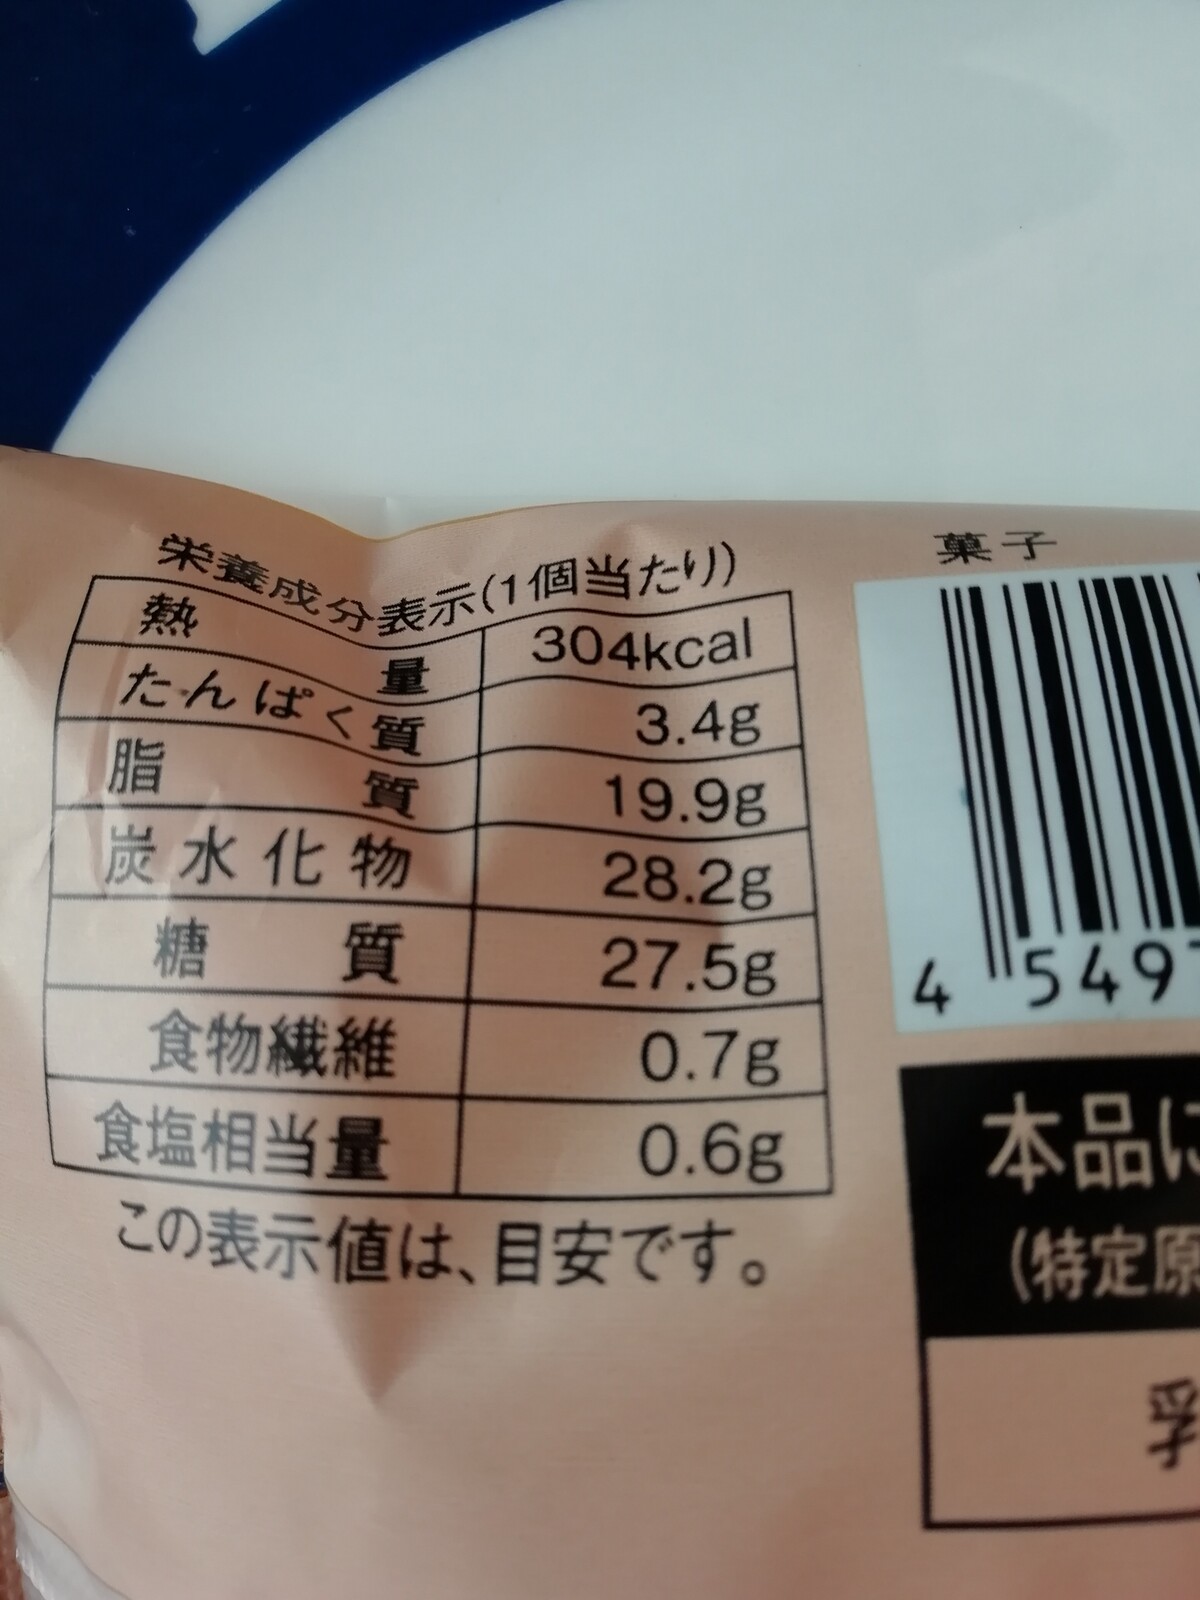 栄養成分表示(1個当たり)
熱量 304kcal
たんぱく質 3.4g
脂質 19.9g
炭水化物 28.2g
糖質 27.5g
食物繊維 0.7g
食塩相当量 0.6g
この表示値は、目安です。
菓子
4 549
本品に
(特定原
乳